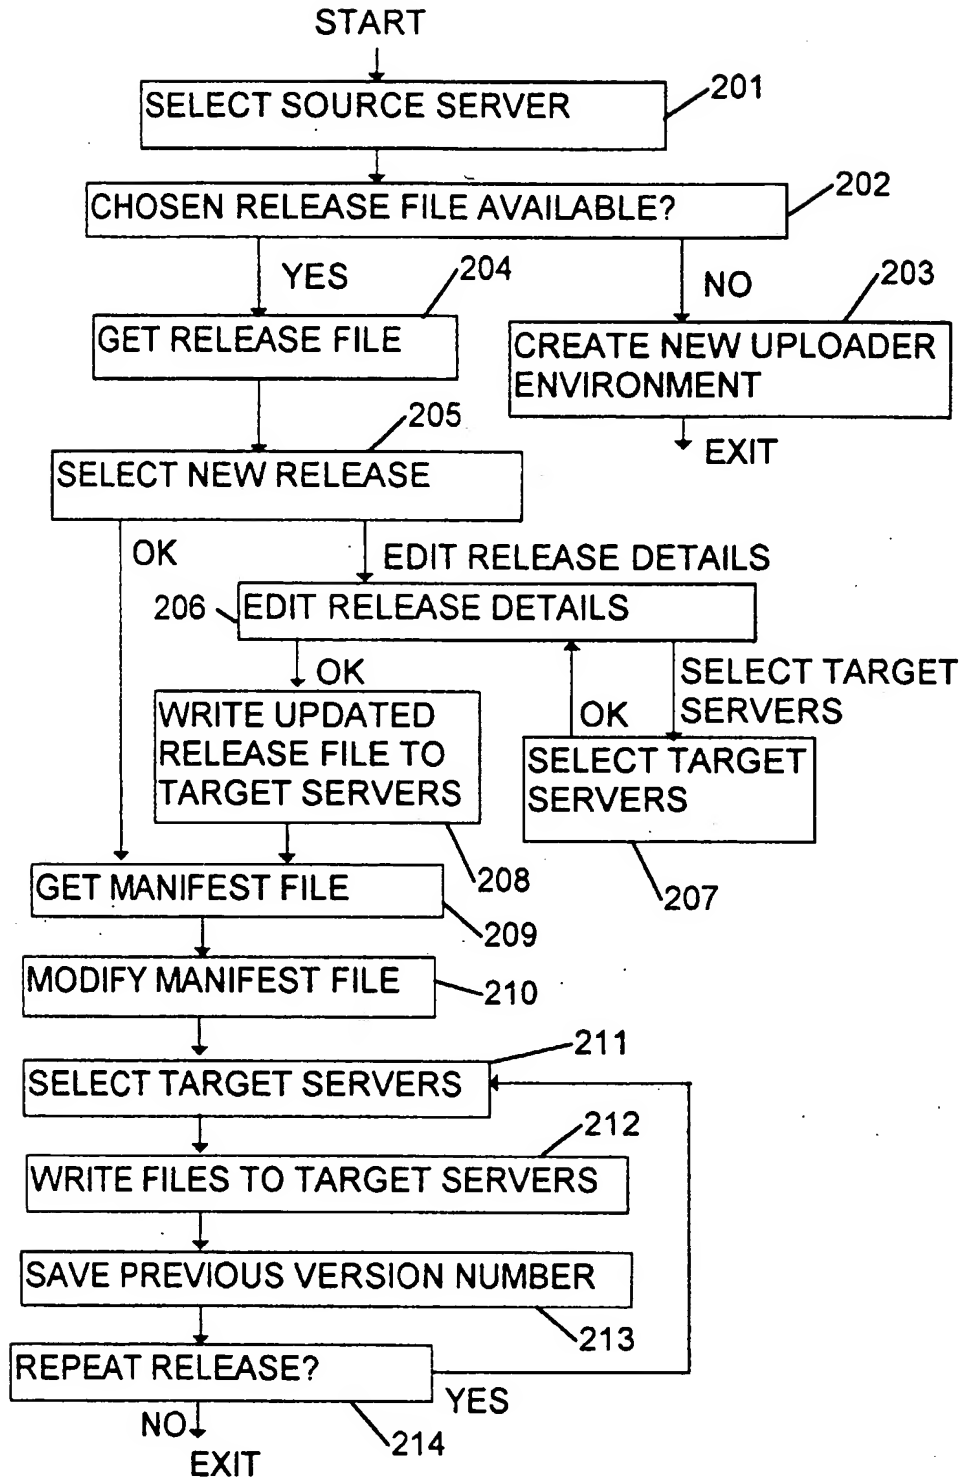 START
SELECT SOURCE SERVER
201
CHOSEN RELEASE FILE AVAILABLE?
202
YES
204
NO
203
GET RELEASE FILE
CREATE NEW UPLOADER
ENVIRONMENT
205
EXIT
SELECT NEW RELEASE
OK
EDIT RELEASE DETAILS
206
EDIT RELEASE DETAILS
OK
SELECT TARGET
SERVERS
OK
WRITE UPDATED
RELEASE FILE TO
TARGET SERVERS
SELECT TARGET
SERVERS
208
207
GET MANIFEST FILE
209
MODIFY MANIFEST FILE
210
211
SELECT TARGET SERVERS
212
WRITE FILES TO TARGET SERVERS
SAVE PREVIOUS VERSION NUMBER
213
REPEAT RELEASE?
YES
NO
214
EXIT